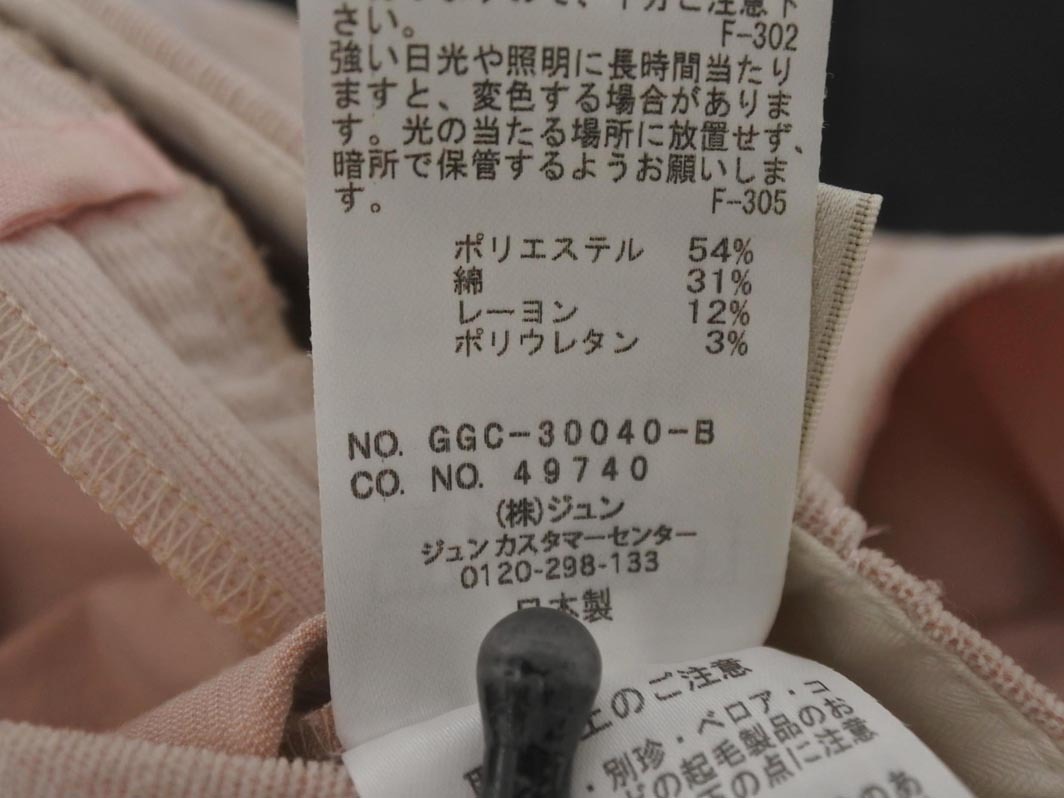 さい。
F-302
強い日光や照明に長時間当たり
ますと、変色する場合がありま
す。光の当たる場所に放置せず、
暗所で保管するようお願いしま
す。
F-305
ポリエステル 54%
綿 31%
レーヨン 12%
ポリウレタン 3%
NO. GGC-30040-B
CO. NO. 49740
(株)ジュン
ジュンカスタマーセンター
0120-298-133
日本製
上のご注意
・別珍・ベロア・コ
どの起毛製品のお
の点に注意